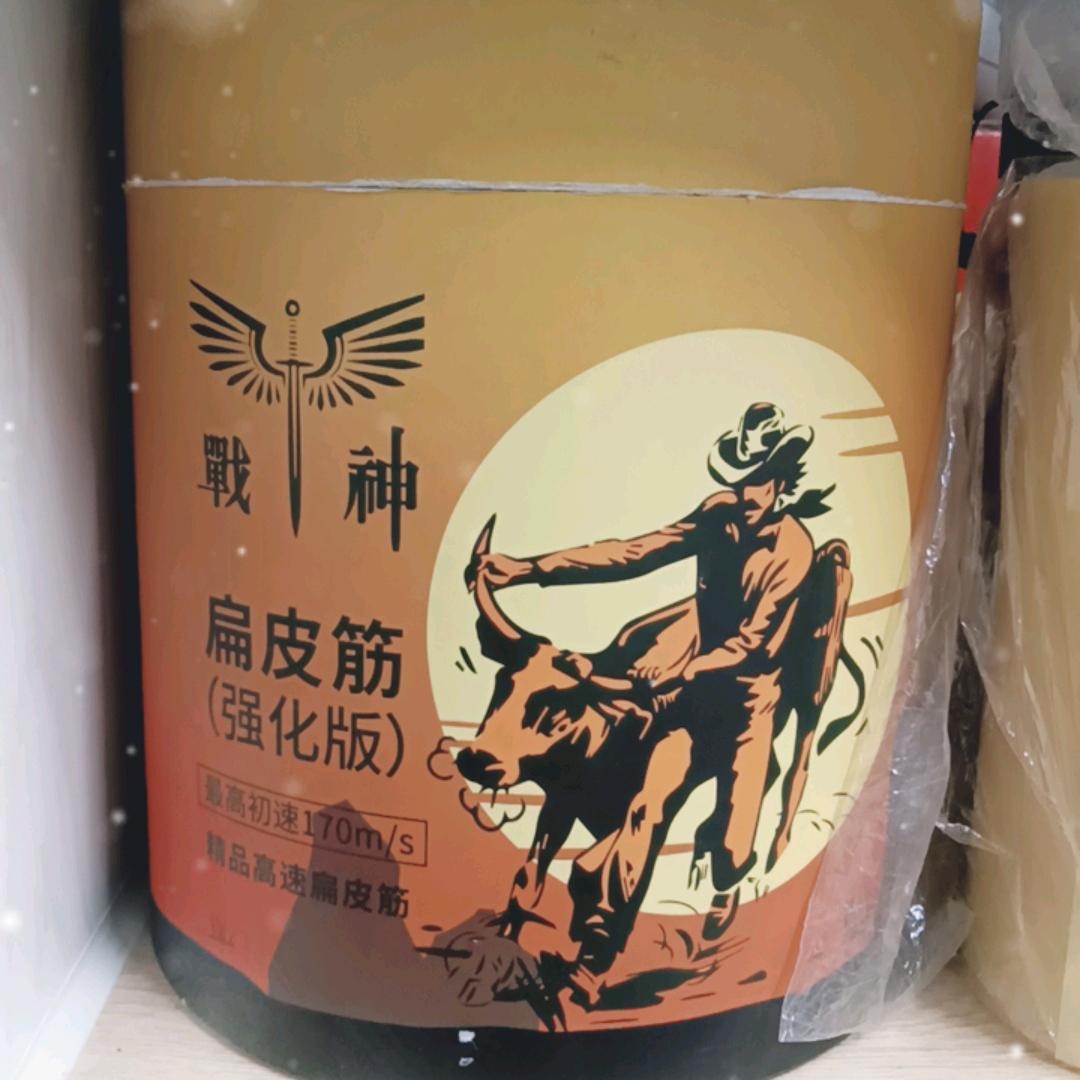 戰神
扁皮筋
（强化版）
最高初速170m/s
精品高速扁皮筋